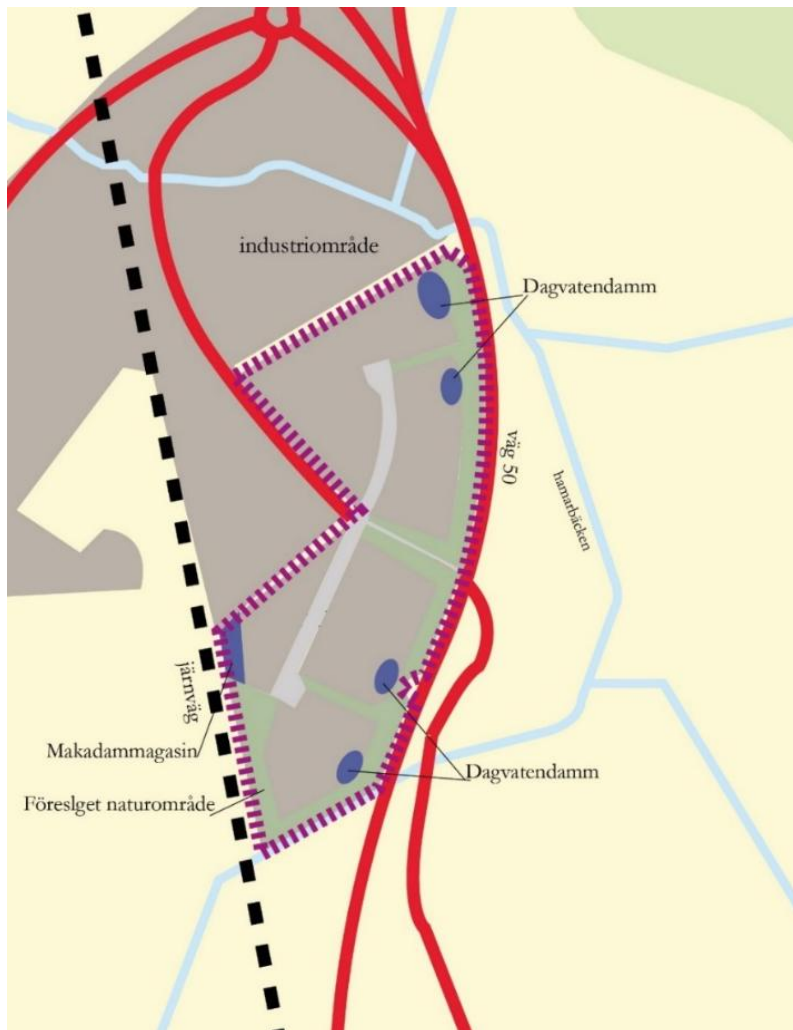 industriområde
Dagvatendamm
väg 50
hamarbäcken
järnväg
Makadammagasin
Dagvatendamm
Föreslget naturområde